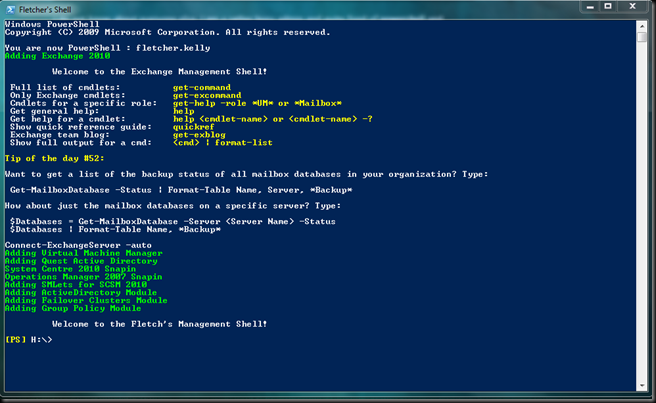 Fletcher's Shell
Windows PowerShell
Copyright (C) 2009 Microsoft Corporation. All rights reserved.
You are now PowerShell : fletcher.kelly
Adding Exchange 2010
Welcome to the Exchange Management Shell!
Full list of cmdlets: get-command
Only Exchange cmdlets: get-excommand
Cmdlets for a specific role: get-help -role *UM* or *Mailbox*
Get general help: help
Get help for a cmdlet: help <cmdlet-name> or <cmdlet-name> -?
Show quick reference guide: quickref
Exchange team blog: get-exblog
Show full output for a cmd: <cmd> | format-list
Tip of the day #52:
Want to get a list of the backup status of all mailbox databases in your organization? Type:
Get-MailboxDatabase -Status | Format-Table Name, Server, *Backup*
How about just the mailbox databases on a specific server? Type:
$Databases = Get-MailboxDatabase -Server <Server Name> -Status
$Databases | Format-Table Name, *Backup*
Connect-ExchangeServer -auto
Adding Virtual Machine Manager
Adding Quest Active Directory
System Centre 2010 Snapin
Operations Manager 2007 Snapin
Adding SMLets for SCSM 2010
Adding ActiveDirectory Module
Adding Failover Clusters Module
Adding Group Policy Module
Welcome to the Fletch's Management Shell!
[PS] H:\>